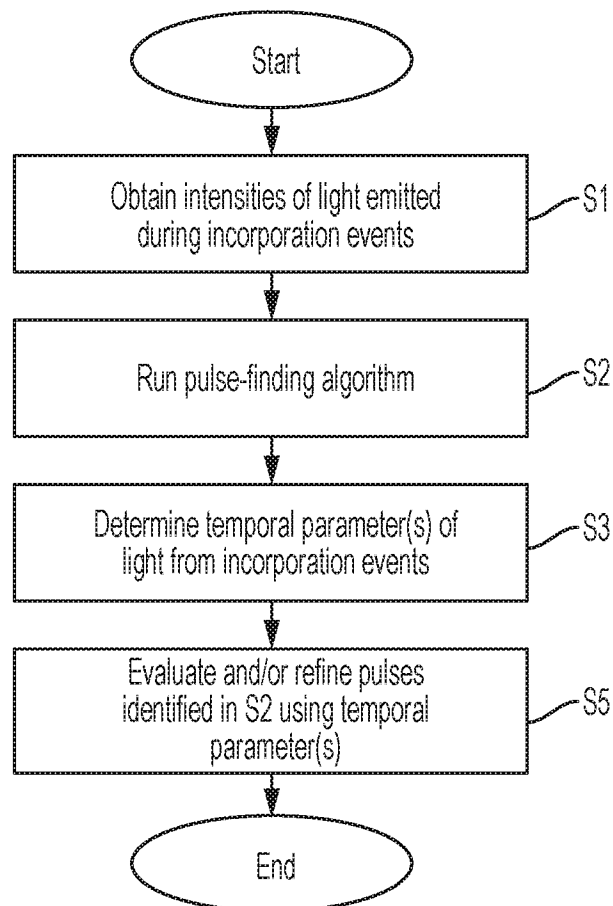 Start
Obtain intensities of light emitted
during incorporation events
S1
Run pulse-finding algorithm
S2
Determine temporal parameter(s) of
light from incorporation events
S3
Evaluate and/or refine pulses
identified in S2 using temporal
parameter(s)
S5
End